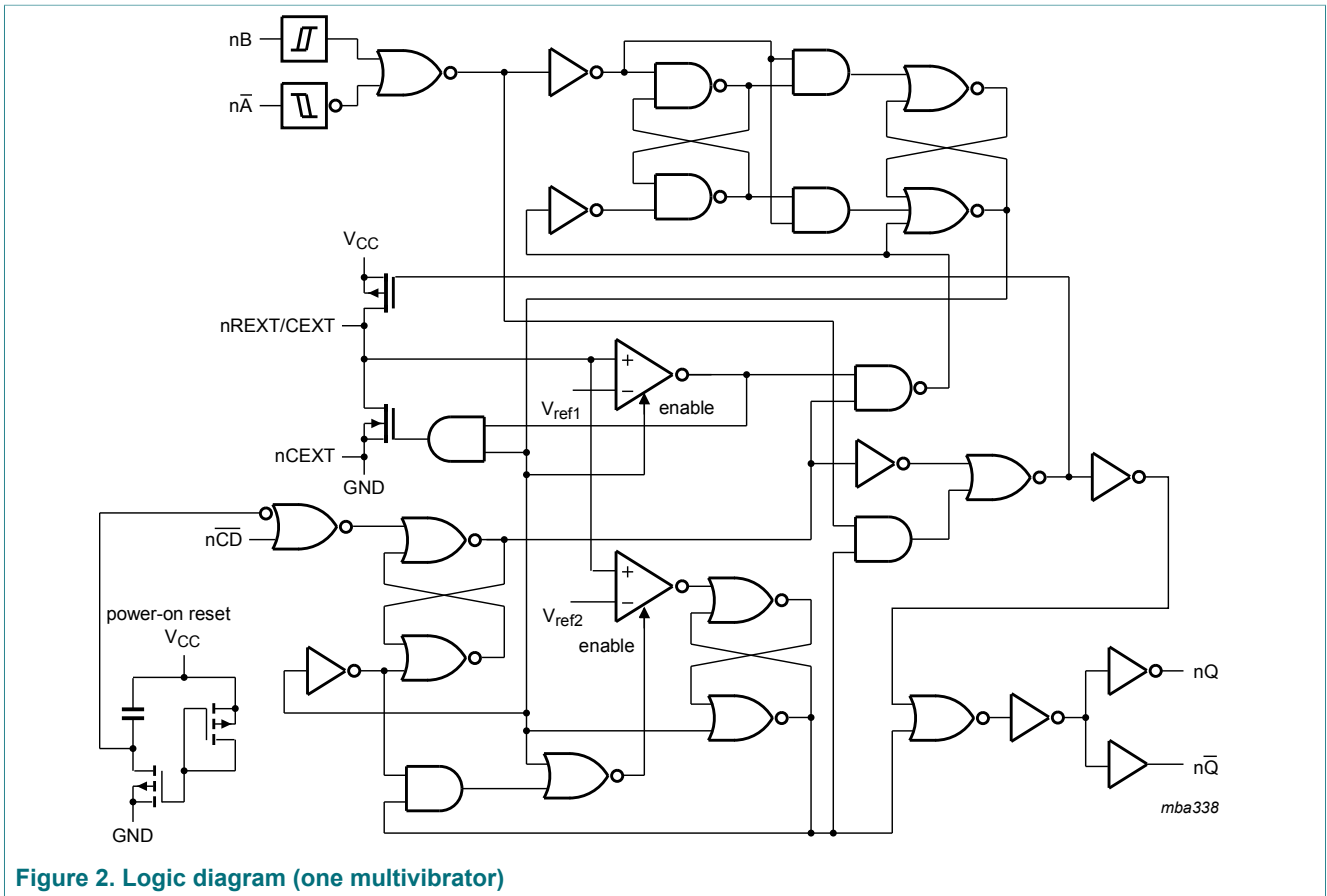 nB
nA̅
VCC
nREXT/CEXT
+
−
Vref1
enable
nCEXT
GND
nC̅D̅
+
−
Vref2
enable
power-on reset
VCC
GND
nQ
nQ̅
mba338
Figure 2. Logic diagram (one multivibrator)